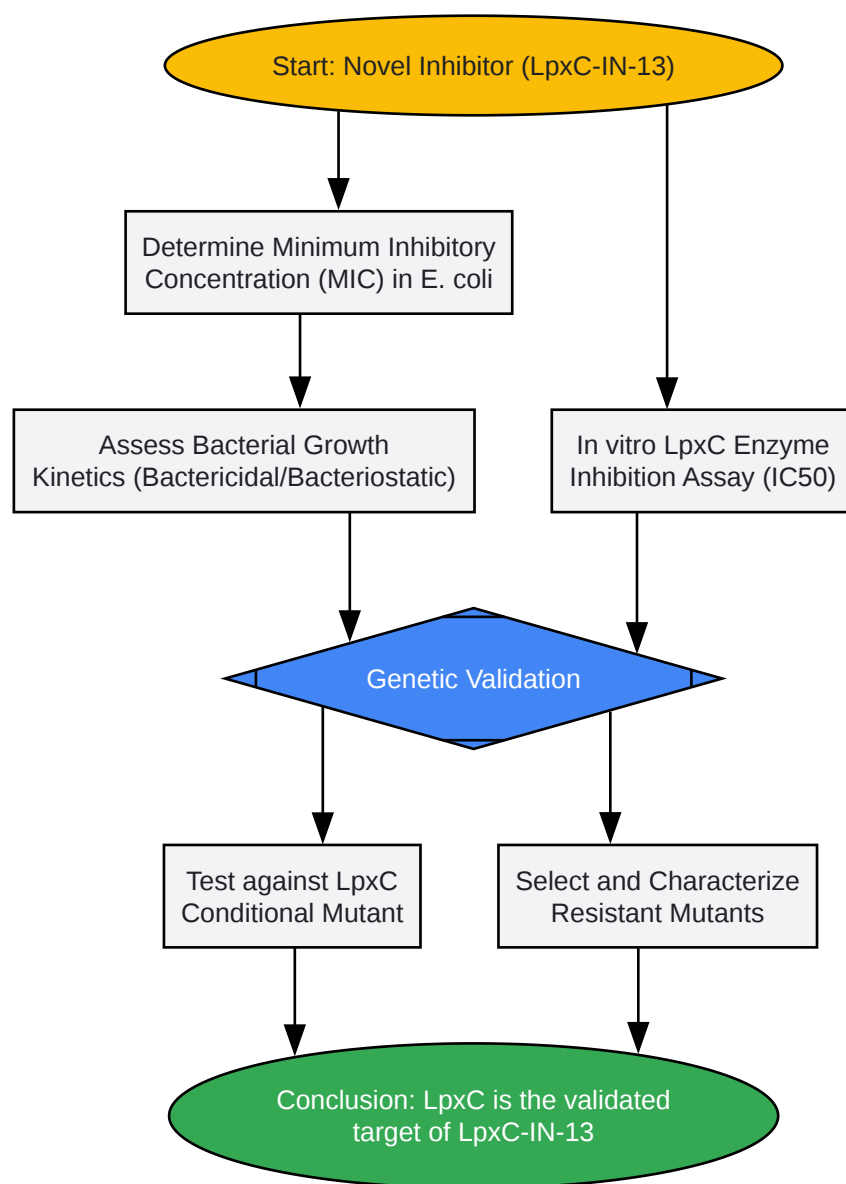 Start: Novel Inhibitor (LpxC-IN-13)
Determine Minimum Inhibitory
Concentration (MIC) in E. coli
Assess Bacterial Growth
Kinetics (Bactericidal/Bacteriostatic)
In vitro LpxC Enzyme
Inhibition Assay (IC50)
Genetic Validation
Test against LpxC
Conditional Mutant
Select and Characterize
Resistant Mutants
Conclusion: LpxC is the validated
target of LpxC-IN-13